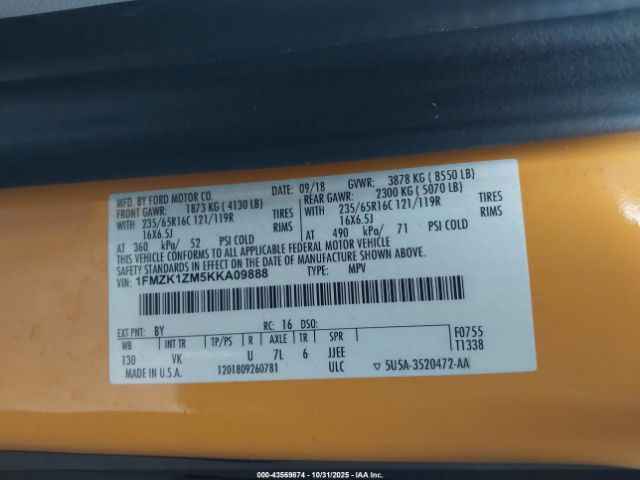 MFD. BY FORD MOTOR CO.
DATE: 09/18
GVWR: 3878 KG ( 8550 LB)
FRONT GAWR: 1873 KG ( 4130 LB)
REAR GAWR: 2300 KG ( 5070 LB)
WITH 235/65R16C 121/119R TIRES
WITH 235/65R16C 121/119R TIRES
16X6.5J RIMS
16X6.5J RIMS
AT 360 kPa/ 52 PSI COLD
AT 490 kPa/ 71 PSI COLD
THIS VEHICLE CONFORMS TO ALL APPLICABLE FEDERAL MOTOR VEHICLE
SAFETY STANDARDS IN EFFECT ON THE DATE OF MANUFACTURE SHOWN ABOVE.
VIN: 1FMZK1ZM5KKA09888
TYPE: MPV
EXT PNT: BY RC: 16 DSO:
WB INT TR TP/PS R AXLE TR SPR
130 VK U 7L 6 JJEE
F0755
T1338
MADE IN U.S.A. 1201809260781 ULC
▽ 5USA-3520472-AA
000-43569874 | 10/31/2025 - IAA Inc.